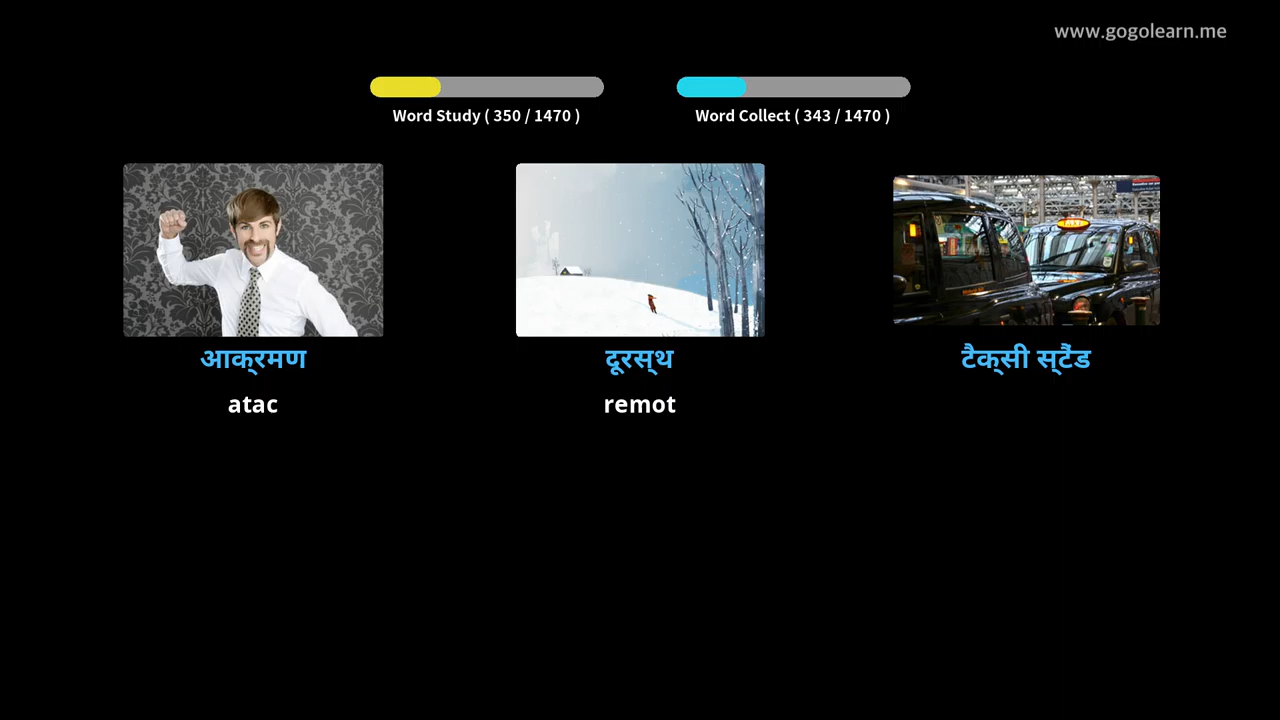 www.gogolearn.me
Word Study ( 350 / 1470 )
Word Collect ( 343 / 1470 )
आक्रमण
दूरस्थ
टैक्सी स्टैंड
atac
remot